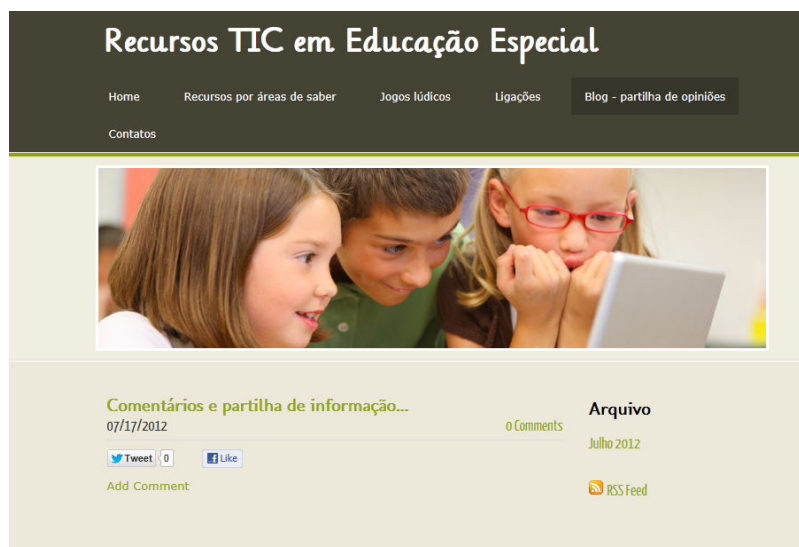 Recursos TIC em Educação Especial
Home Recursos por áreas de saber Jogos lúdicos Ligações Blog - partilha de opiniões
Contatos
Comentários e partilha de informação...
07/17/2012 0 Comments
Tweet 0 Like
Add Comment
Arquivo
Julho 2012
RSS Feed